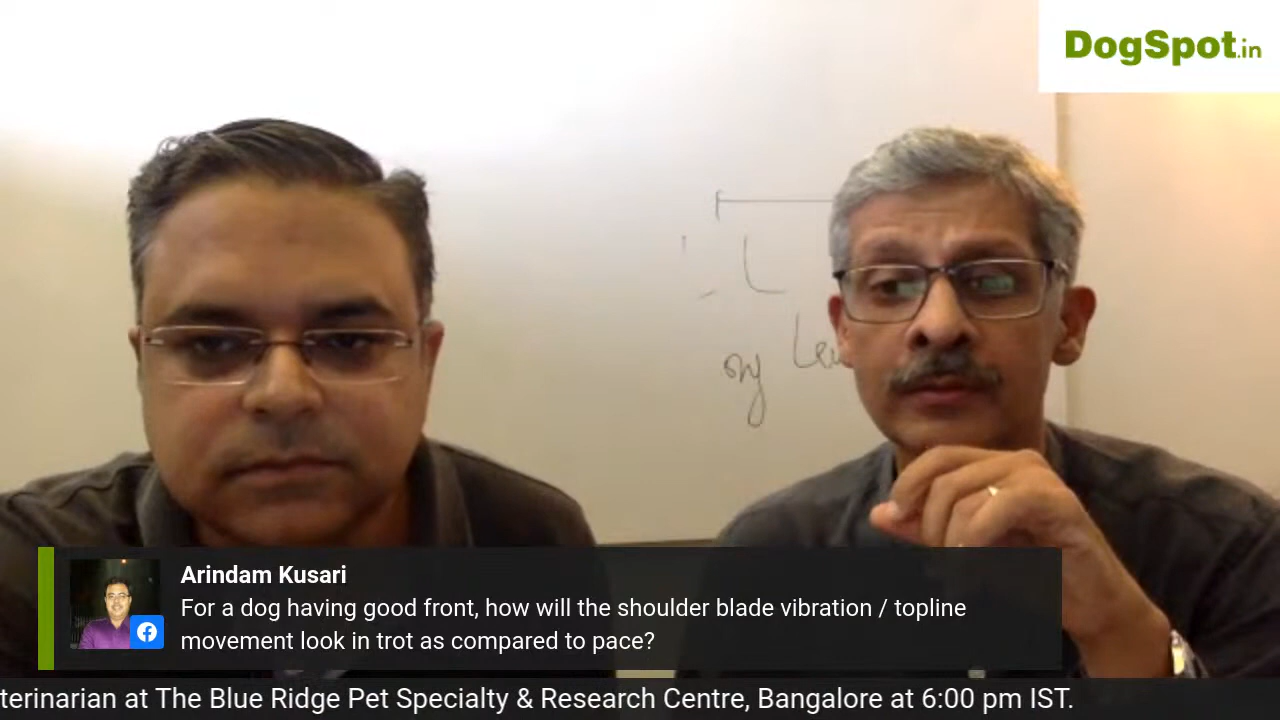 DogSpot.in
L
by Le
Arindam Kusari
For a dog having good front, how will the shoulder blade vibration / topline
movement look in trot as compared to pace?
terinarian at The Blue Ridge Pet Specialty & Research Centre, Bangalore at 6:00 pm IST.